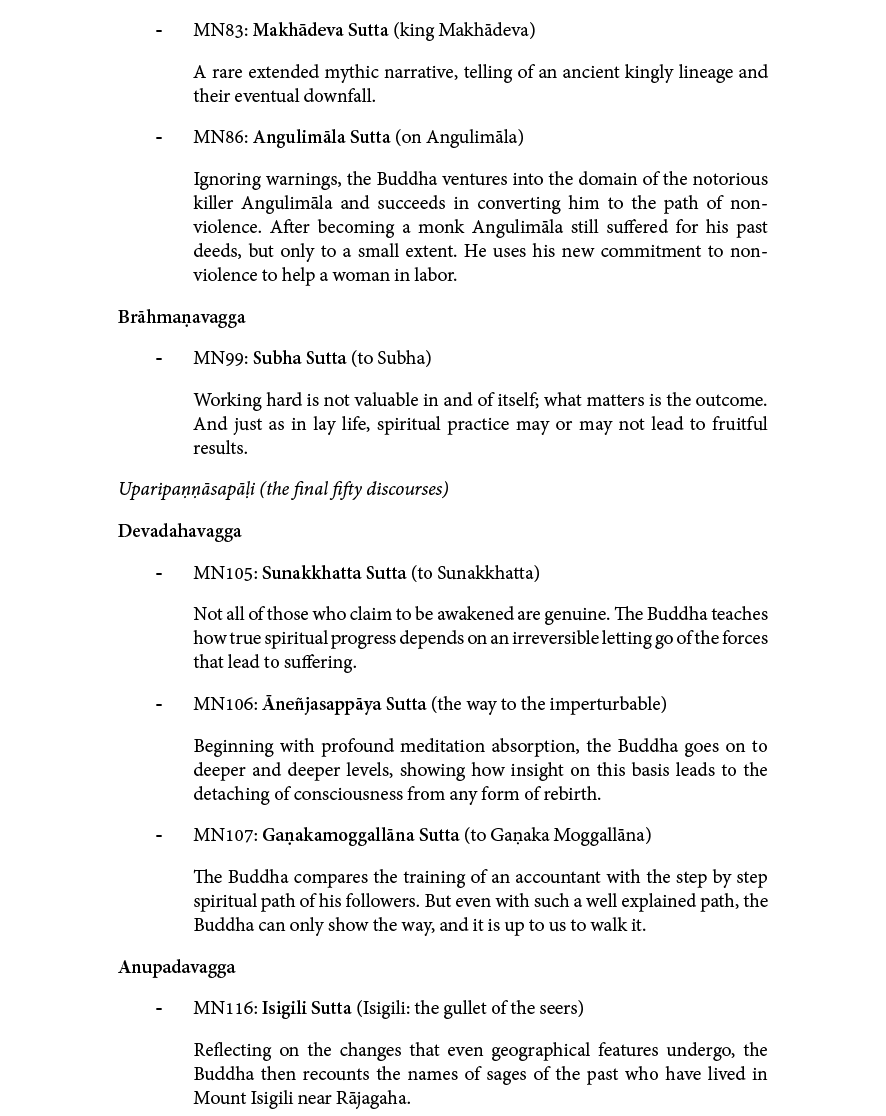 - MN83: Makhādeva Sutta (king Makhādeva)
A rare extended mythic narrative, telling of an ancient kingly lineage and
their eventual downfall.
- MN86: Angulimāla Sutta (on Angulimāla)
Ignoring warnings, the Buddha ventures into the domain of the notorious
killer Angulimāla and succeeds in converting him to the path of non-
violence. After becoming a monk Angulimāla still suffered for his past
deeds, but only to a small extent. He uses his new commitment to non-
violence to help a woman in labor.
Brāhmaṇavagga
- MN99: Subha Sutta (to Subha)
Working hard is not valuable in and of itself; what matters is the outcome.
And just as in lay life, spiritual practice may or may not lead to fruitful
results.
Uparipaṇṇāsapāḷi (the final fifty discourses)
Devadahavagga
- MN105: Sunakkhatta Sutta (to Sunakkhatta)
Not all of those who claim to be awakened are genuine. The Buddha teaches
how true spiritual progress depends on an irreversible letting go of the forces
that lead to suffering.
- MN106: Āneñjasappāya Sutta (the way to the imperturbable)
Beginning with profound meditation absorption, the Buddha goes on to
deeper and deeper levels, showing how insight on this basis leads to the
detaching of consciousness from any form of rebirth.
- MN107: Gaṇakamoggallāna Sutta (to Gaṇaka Moggallāna)
The Buddha compares the training of an accountant with the step by step
spiritual path of his followers. But even with such a well explained path, the
Buddha can only show the way, and it is up to us to walk it.
Anupadavagga
- MN116: Isigili Sutta (Isigili: the gullet of the seers)
Reflecting on the changes that even geographical features undergo, the
Buddha then recounts the names of sages of the past who have lived in
Mount Isigili near Rājagaha.